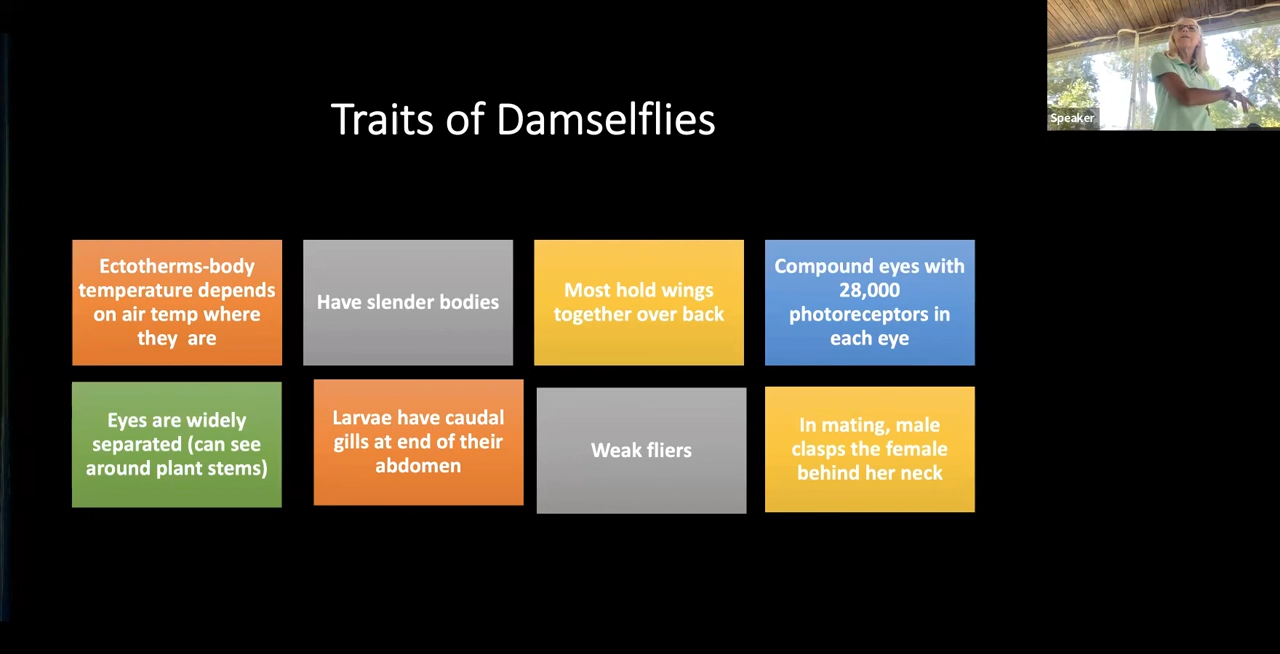 Traits of Damselflies
Speaker
Ectotherms-body
temperature depends
on air temp where
they are
Have slender bodies
Most hold wings
together over back
Compound eyes with
28,000
photoreceptors in
each eye
Eyes are widely
separated (can see
around plant stems)
Larvae have caudal
gills at end of their
abdomen
Weak fliers
In mating, male
clasps the female
behind her neck